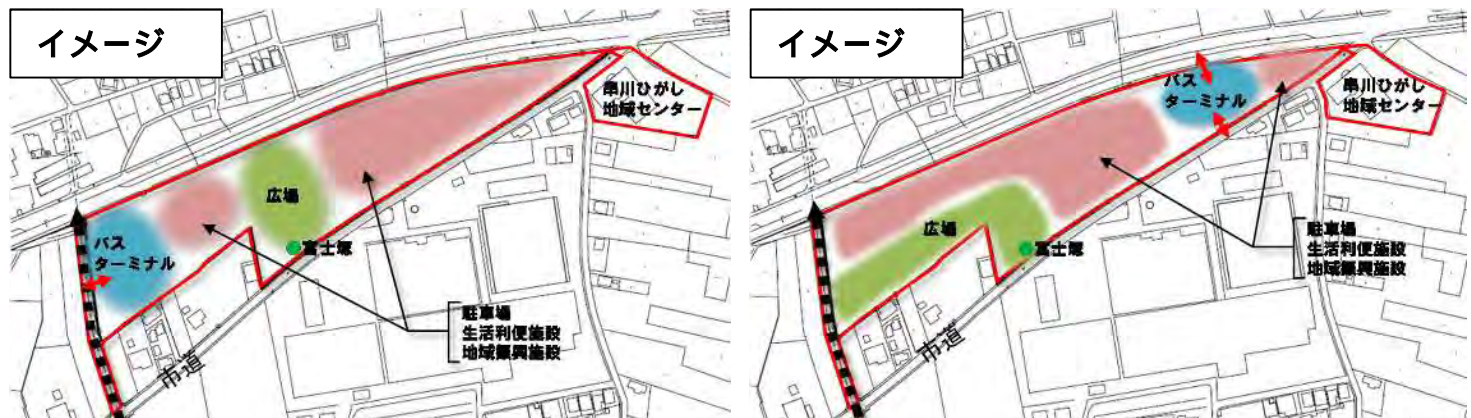 イメージ
串川ひがし
地域センター
広場
バス
ターミナル
富士塚
駐車場
生活利便施設
地域振興施設
市道
イメージ
バス
ターミナル
串川ひがし
地域センター
広場
富士塚
駐車場
生活利便施設
地域振興施設
市道